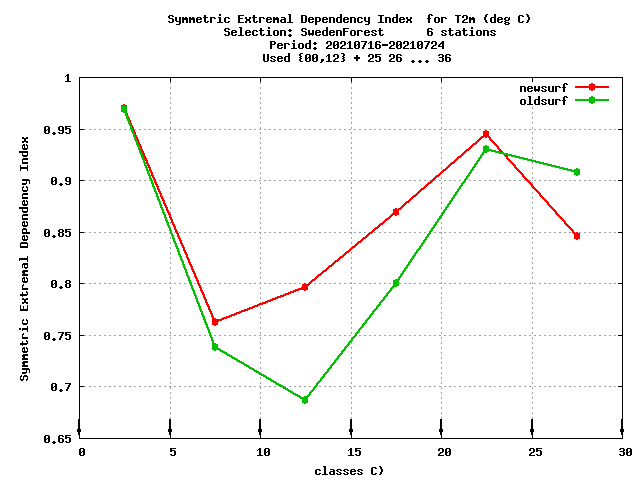 Symmetric Extremal Dependency Index  for T2m (deg C)
Selection: SwedenForest      6 stations
Period: 20210716-20210724
Used {00,12} + 25 26 ... 36
newsurf
oldsurf
1
0.95
0.9
0.85
0.8
0.75
0.7
0.65
Symmetric Extremal Dependency Index
0 5 10 15 20 25 30
classes C)